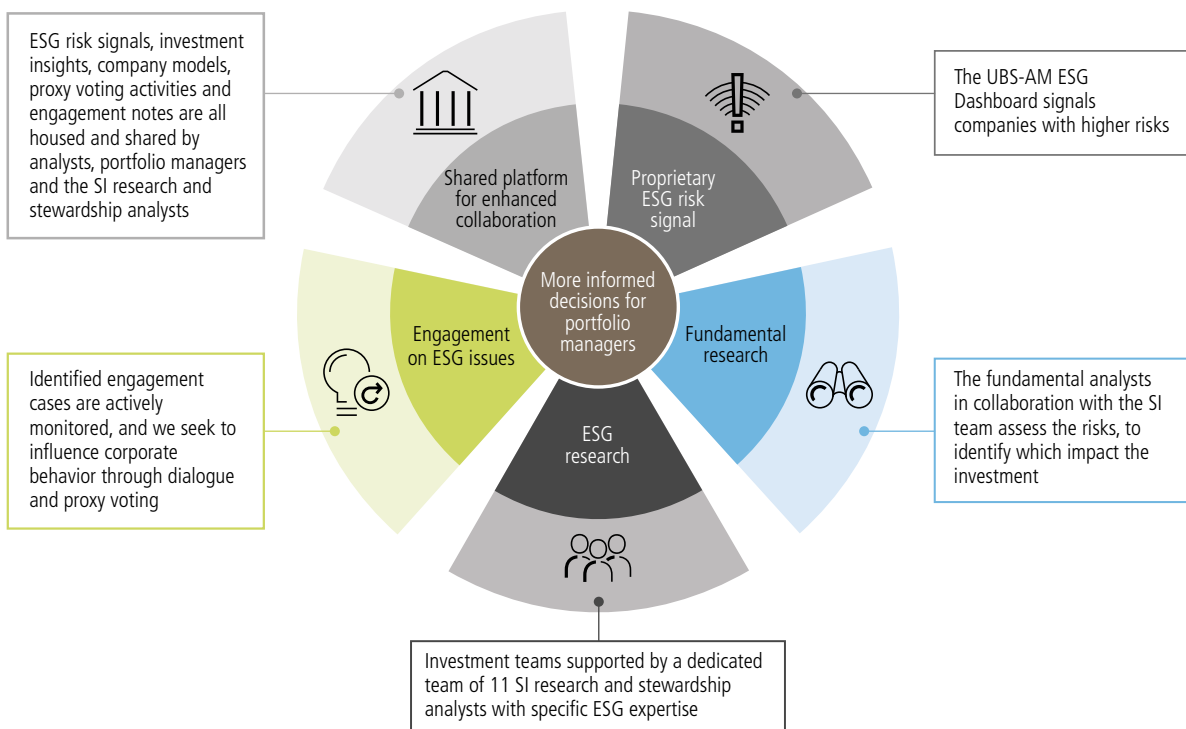 ESG risk signals, investment
insights, company models,
proxy voting activities and
engagement notes are all
housed and shared by
analysts, portfolio managers
and the SI research and
stewardship analysts
Shared platform
for enhanced
collaboration
Proprietary
ESG risk
signal
The UBS-AM ESG
Dashboard signals
companies with higher risks
More informed
decisions for
portfolio
managers
Engagement
on ESG issues
Fundamental
research
Identified engagement
cases are actively
monitored, and we seek to
influence corporate
behavior through dialogue
and proxy voting
The fundamental analysts
in collaboration with the SI
team assess the risks, to
identify which impact the
investment
ESG
research
Investment teams supported by a dedicated
team of 11 SI research and stewardship
analysts with specific ESG expertise